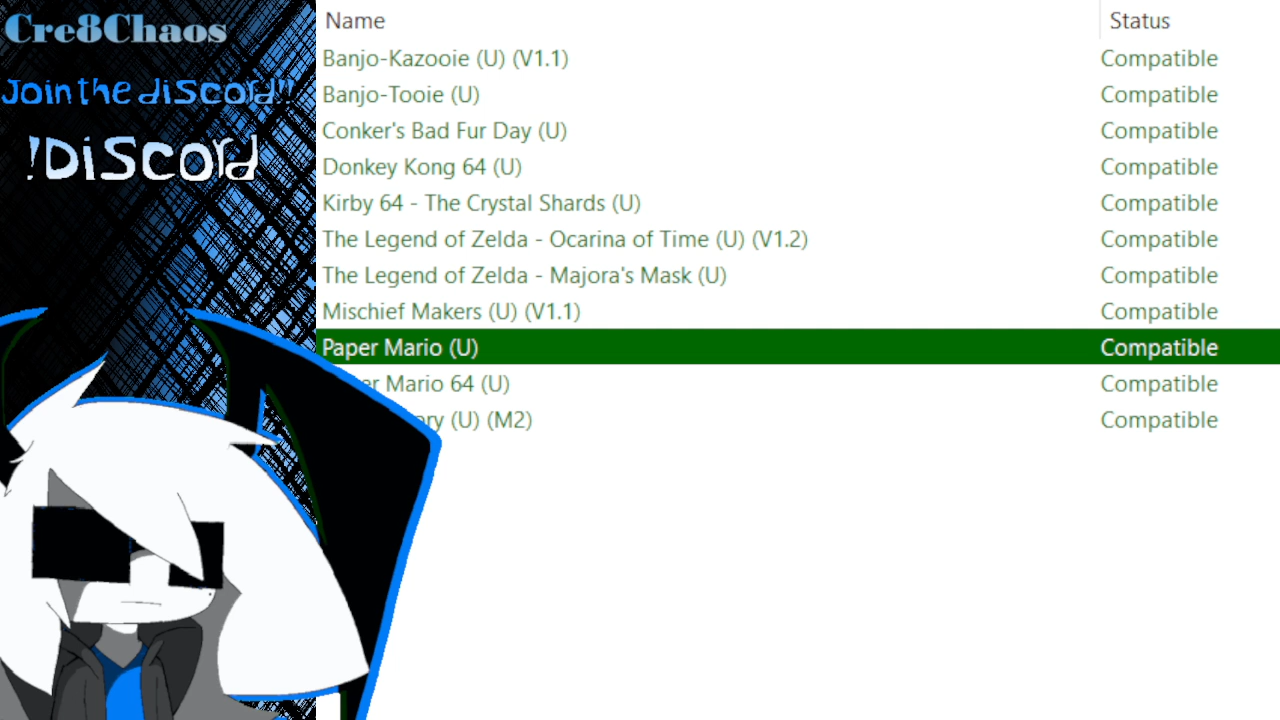 Cre8Chaos
Join the discord!!
!Discord
Name Status
Banjo-Kazooie (U) (V1.1) Compatible
Banjo-Tooie (U) Compatible
Conker's Bad Fur Day (U) Compatible
Donkey Kong 64 (U) Compatible
Kirby 64 - The Crystal Shards (U) Compatible
The Legend of Zelda - Ocarina of Time (U) (V1.2) Compatible
The Legend of Zelda - Majora's Mask (U) Compatible
Mischief Makers (U) (V1.1) Compatible
Paper Mario (U) Compatible
Mario 64 (U) Compatible
(U) (M2) Compatible